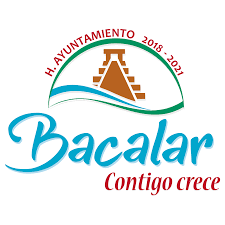 H. AYUNTAMIENTO 2018 - 2021
Bacalar
Contigo crece